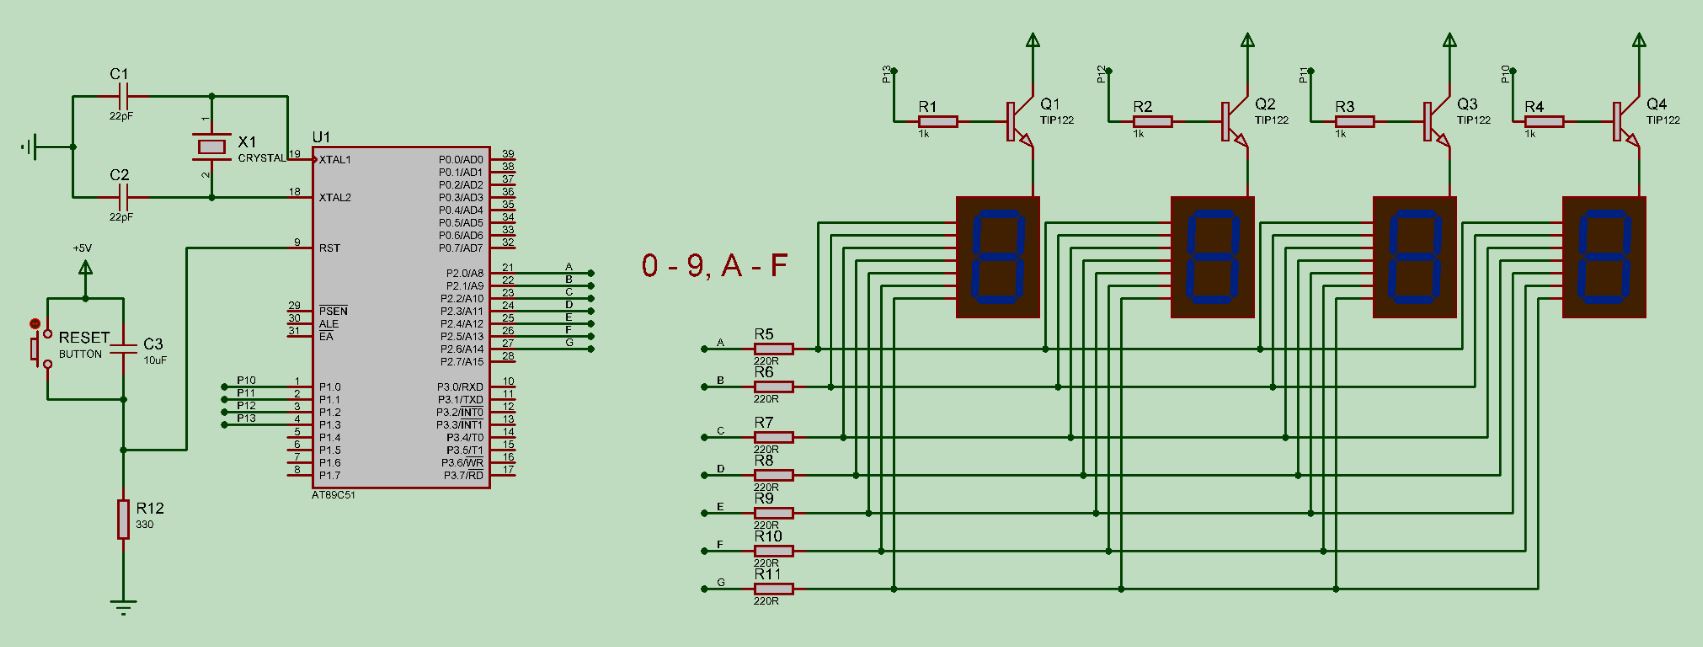 C1
22pF
X1
CRYSTAL
1
2
C2
22pF
+5V
RESET
BUTTON
C3
10uF
R12
330
U1
19 XTAL1
18 XTAL2
9 RST
29 PSEN
30 ALE
31 EA
P10 1 P1.0
P11 2 P1.1
P12 3 P1.2
P13 4 P1.3
5 P1.4
6 P1.5
7 P1.6
8 P1.7
P0.0/AD0 39
P0.1/AD1 38
P0.2/AD2 37
P0.3/AD3 36
P0.4/AD4 35
P0.5/AD5 34
P0.6/AD6 33
P0.7/AD7 32
P2.0/A8 21 A
P2.1/A9 22 B
P2.2/A10 23 C
P2.3/A11 24 D
P2.4/A12 25 E
P2.5/A13 26 F
P2.6/A14 27 G
P2.7/A15 28
P3.0/RXD 10
P3.1/TXD 11
P3.2/INT0 12
P3.3/INT1 13
P3.4/T0 14
P3.5/T1 15
P3.6/WR 16
P3.7/RD 17
AT89C51
0 - 9, A - F
P13
R1
1k
Q1
TIP122
P12
R2
1k
Q2
TIP122
P11
R3
1k
Q3
TIP122
P10
R4
1k
Q4
TIP122
A
R5
220R
B
R6
220R
C
R7
220R
D
R8
220R
E
R9
220R
F
R10
220R
G
R11
220R